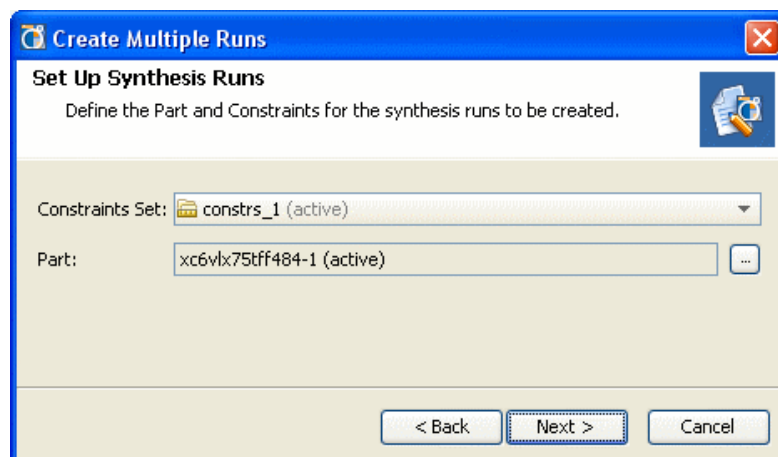 Create Multiple Runs
Set Up Synthesis Runs
Define the Part and Constraints for the synthesis runs to be created.
Constraints Set: constrs_1 (active)
Part: xc6vlx75tff484-1 (active) ...
< Back Next > Cancel